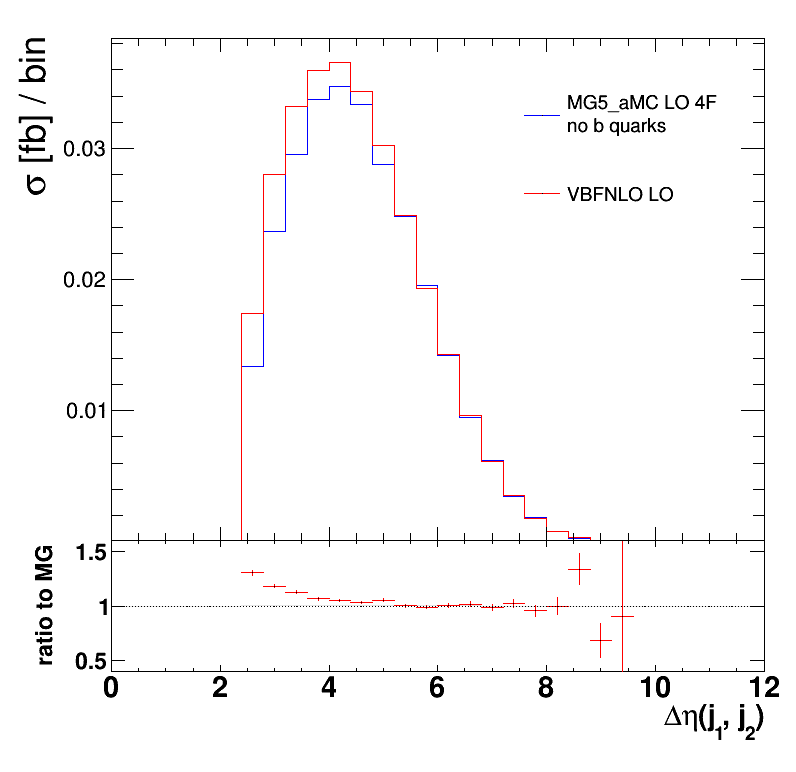 σ [fb] / bin
MG5_aMC LO 4F
no b quarks
VBFNLO LO
0.03
0.02
0.01
ratio to MG
1.5
1
0.5
0 2 4 6 8 10 12
Δη(j1, j2)